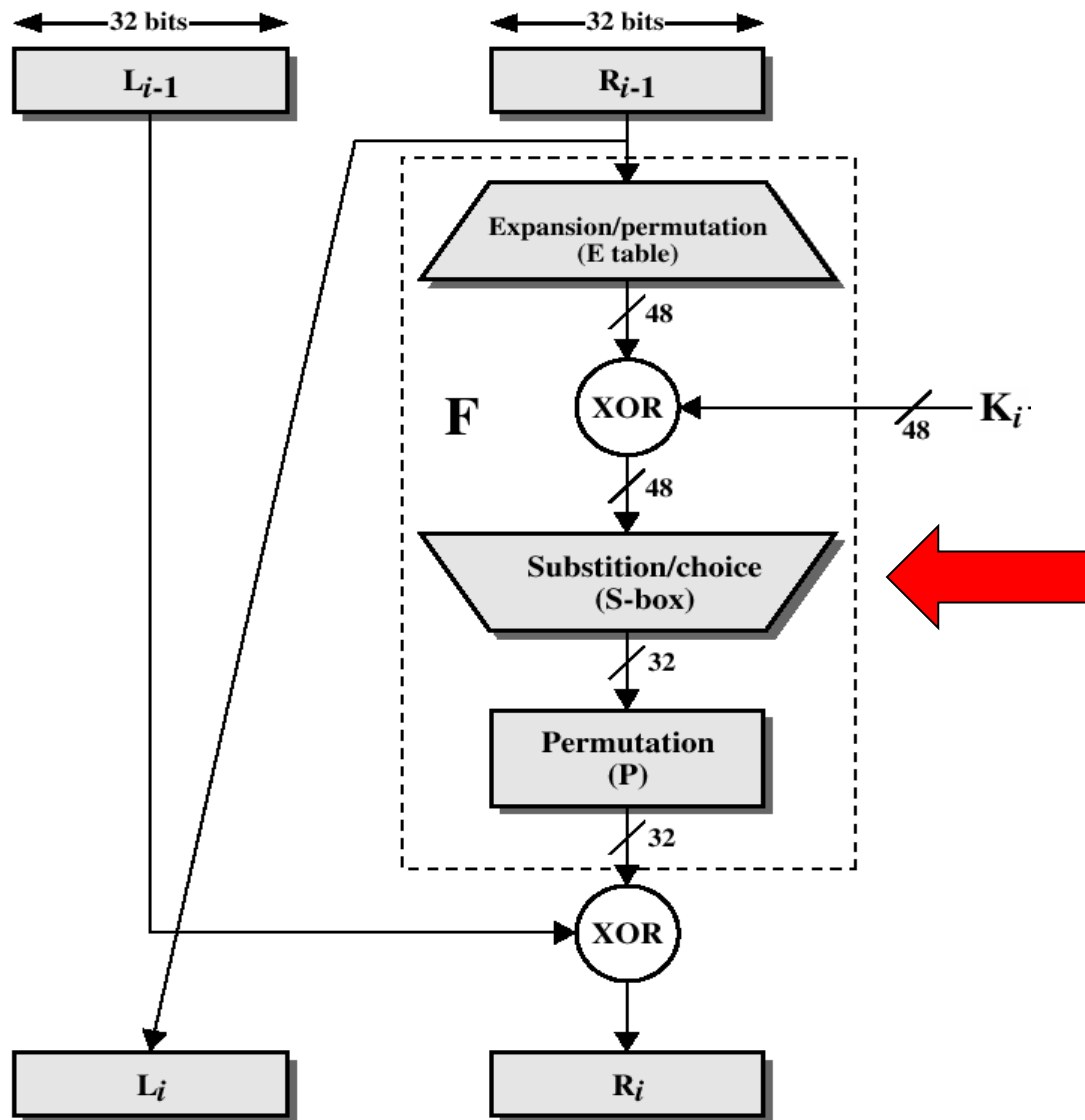 32 bits
32 bits
Li-1
Ri-1
Expansion/permutation
(E table)
48
F
XOR
Ki
48
48
Substition/choice
(S-box)
32
Permutation
(P)
32
XOR
Li
Ri